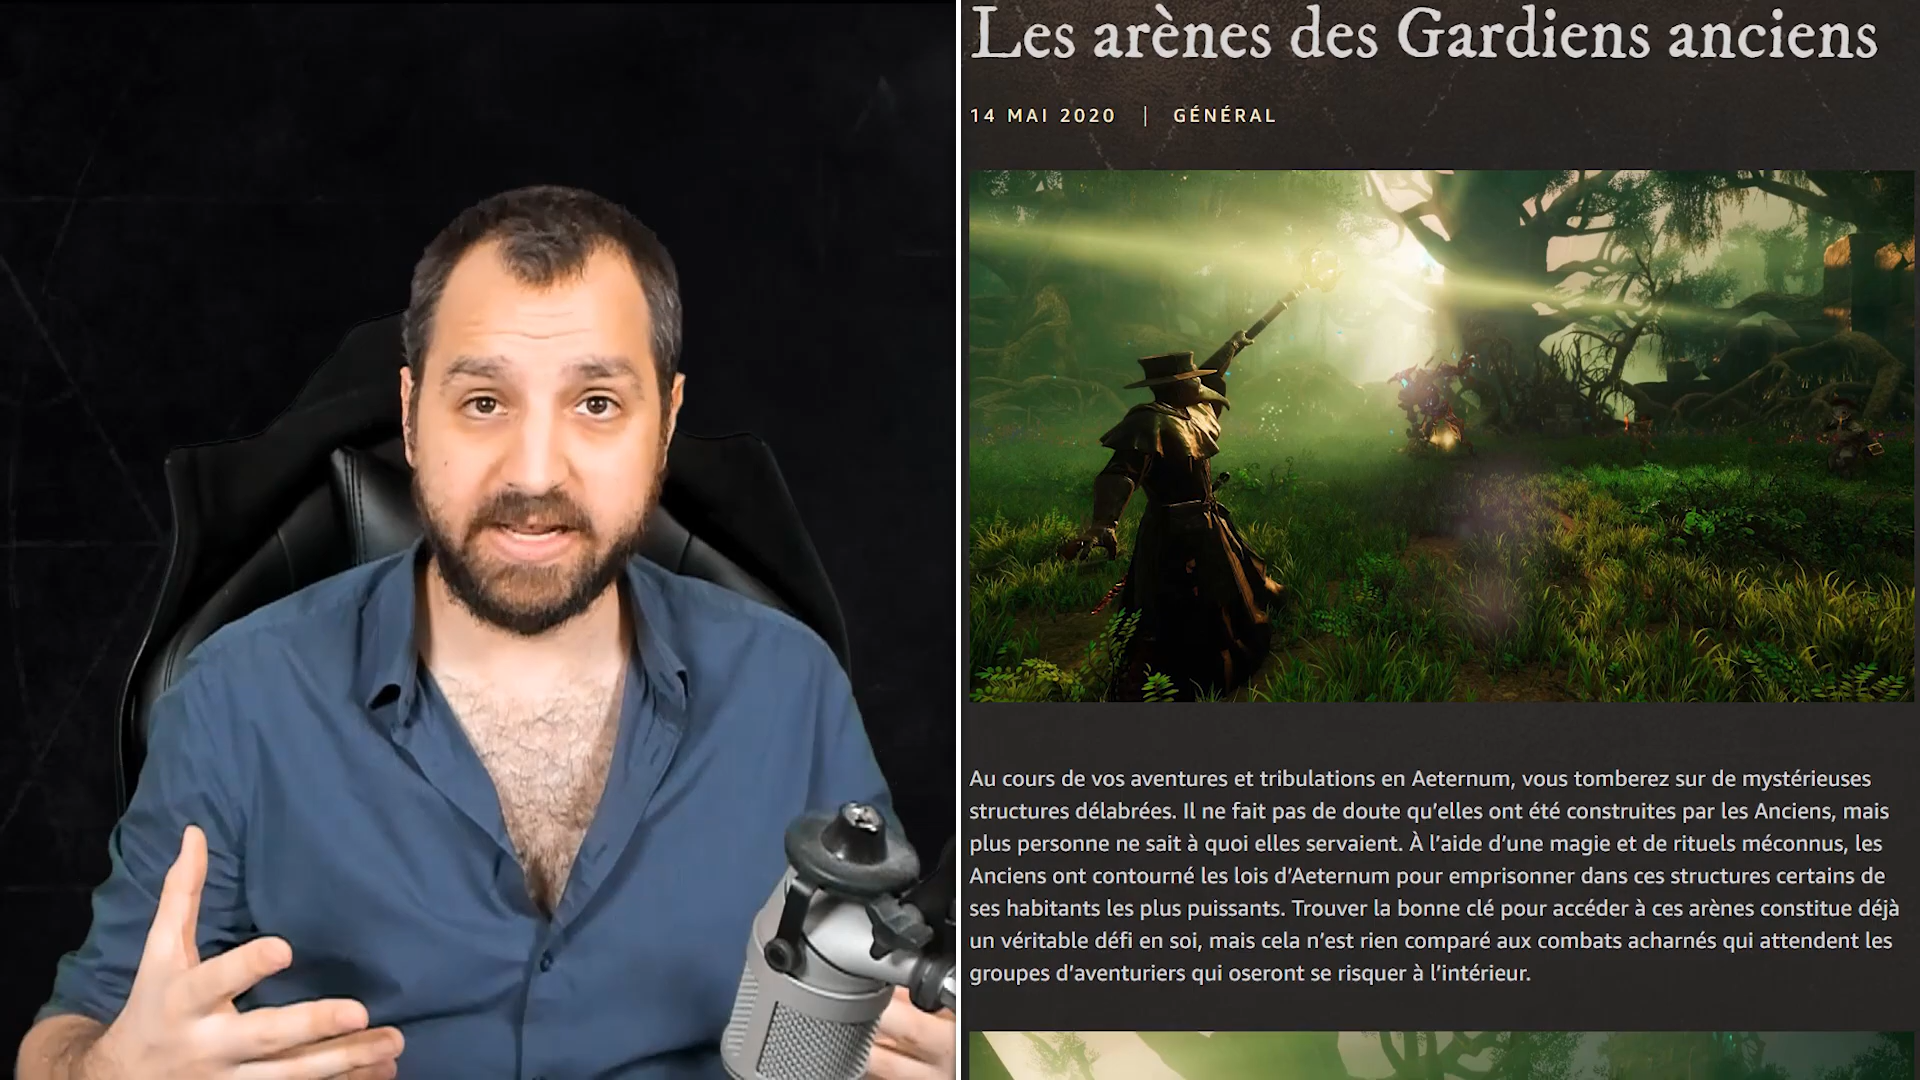 Les arènes des Gardiens anciens
14 MAI 2020 | GÉNÉRAL
Au cours de vos aventures et tribulations en Aeternum, vous tomberez sur de mystérieuses
structures délabrées. Il ne fait pas de doute qu’elles ont été construites par les Anciens, mais
plus personne ne sait à quoi elles servaient. À l’aide d’une magie et de rituels méconnus, les
Anciens ont contourné les lois d’Aeternum pour emprisonner dans ces structures certains de
ses habitants les plus puissants. Trouver la bonne clé pour accéder à ces arènes constitue déjà
un véritable défi en soi, mais cela n’est rien comparé aux combats acharnés qui attendent les
groupes d’aventuriers qui oseront se risquer à l’intérieur.